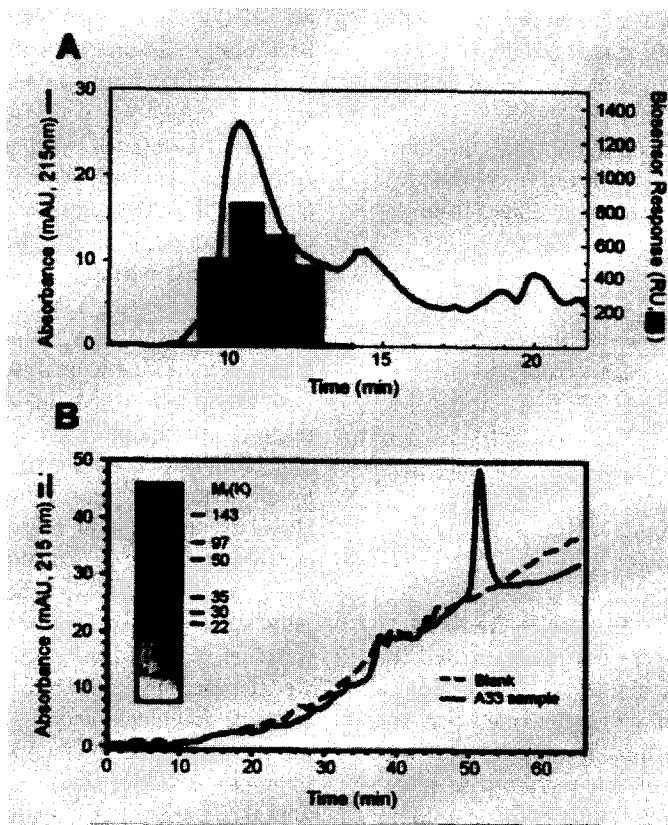 A
Absorbance (mAU, 215nm)
30
20
10
0
Biosensor Response (RU, )
1400
1200
1000
800
600
400
200
10 15 20
Time (min)
B
Absorbance (mAU, 215 nm)
50
40
30
20
10
0
Mr(K)
143
97
50
35
22
Blank
A33 sample
0 10 20 30 40 50 60
Time (min)